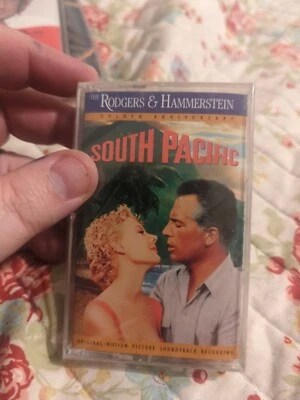 THE RODGERS & HAMMERSTEIN
GOLDEN ANNIVERSARY
SOUTH PACIFIC
ORIGINAL MOTION PICTURE SOUNDTRACK RECORDING